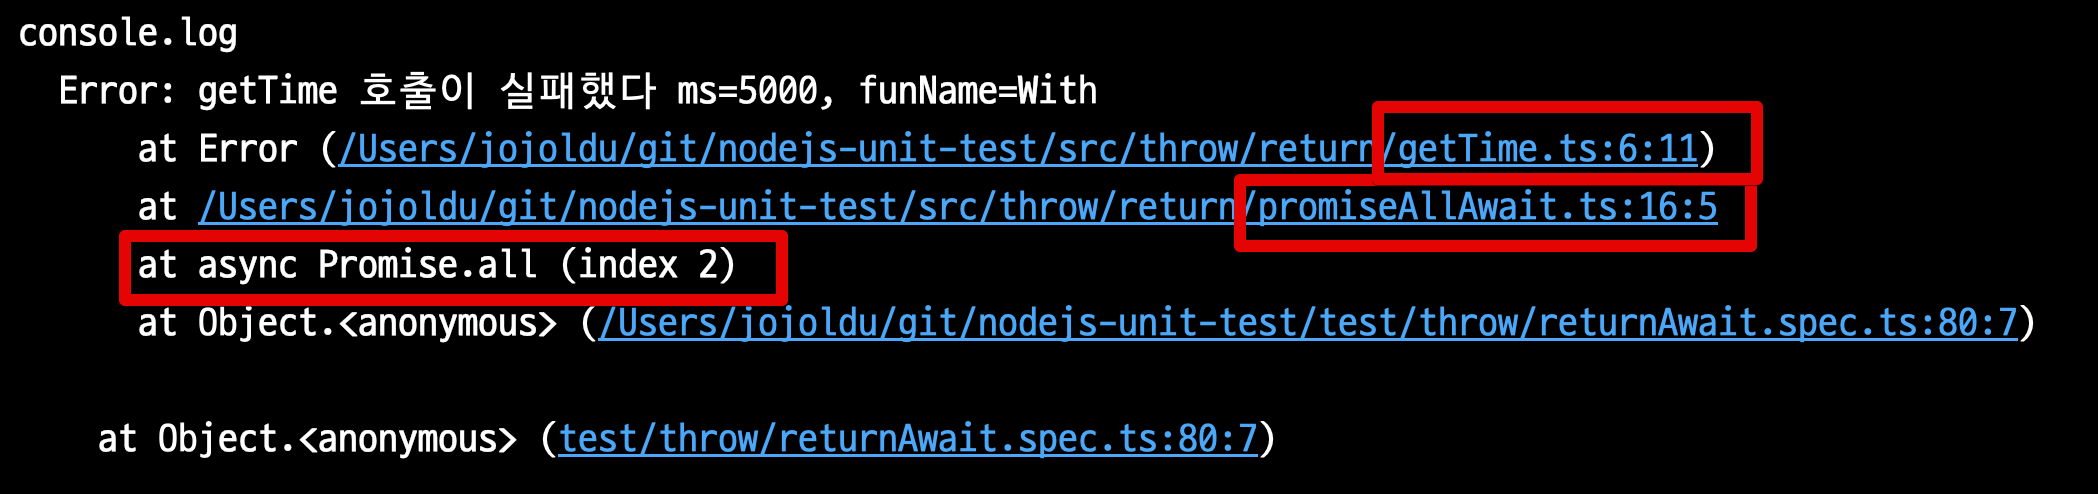 console.log
Error: getTime 호출이 실패했다 ms=5000, funName=With
at Error (/Users/jojoldu/git/nodejs-unit-test/src/throw/return/getTime.ts:6:11)
at /Users/jojoldu/git/nodejs-unit-test/src/throw/return/promiseAllAwait.ts:16:5
at async Promise.all (index 2)
at Object.<anonymous> (/Users/jojoldu/git/nodejs-unit-test/test/throw/returnAwait.spec.ts:80:7)
at Object.<anonymous> (test/throw/returnAwait.spec.ts:80:7)